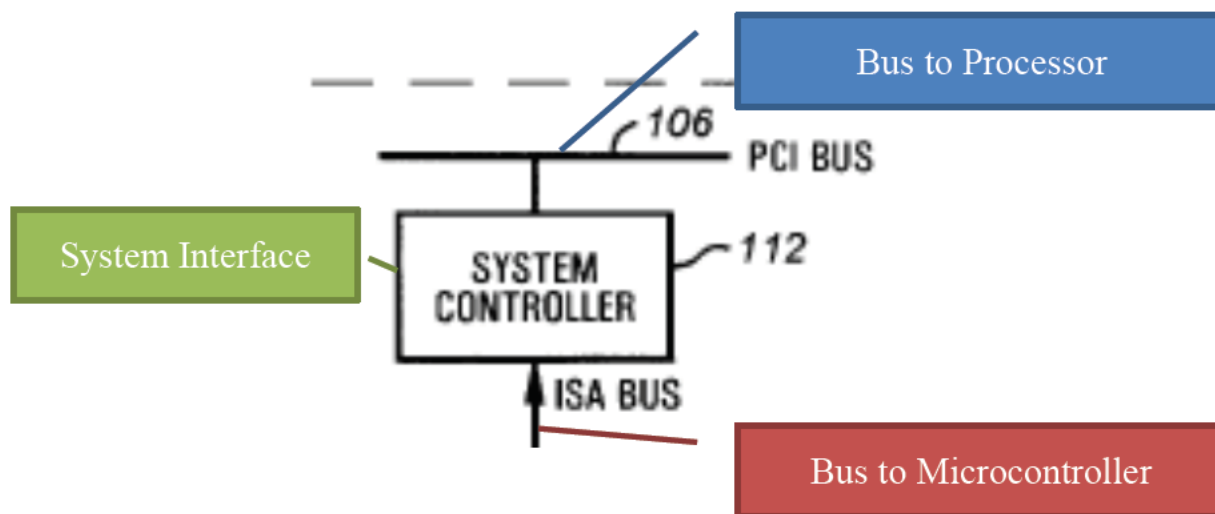 Bus to Processor
106
PCI BUS
System Interface
SYSTEM
CONTROLLER
112
ISA BUS
Bus to Microcontroller